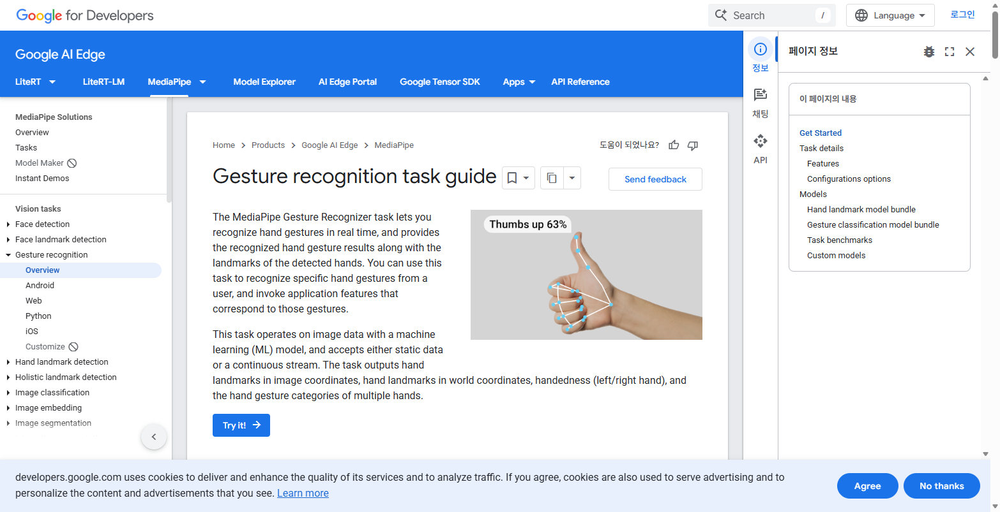 Google for Developers
Search
/
Language
로그인
Google AI Edge
LiteRT
LiteRT-LM
MediaPipe
Model Explorer
AI Edge Portal
Google Tensor SDK
Apps
API Reference
MediaPipe Solutions
Overview
Tasks
Model Maker
Instant Demos
Vision tasks
Face detection
Face landmark detection
Gesture recognition
Overview
Android
Web
Python
iOS
Customize
Hand landmark detection
Holistic landmark detection
Image classification
Image embedding
Image segmentation
Home
Products
Google AI Edge
MediaPipe
도움이 되었나요?
Gesture recognition task guide
Send feedback
The MediaPipe Gesture Recognizer task lets you
recognize hand gestures in real time, and provides
the recognized hand gesture results along with the
landmarks of the detected hands. You can use this
task to recognize specific hand gestures from a
user, and invoke application features that
correspond to those gestures.
Thumbs up 63%
This task operates on image data with a machine
learning (ML) model, and accepts either static data
or a continuous stream. The task outputs hand
landmarks in image coordinates, hand landmarks in world coordinates, handedness (left/right hand), and
the hand gesture categories of multiple hands.
Try it!
정보
채팅
API
페이지 정보
이 페이지의 내용
Get Started
Task details
Features
Configurations options
Models
Hand landmark model bundle
Gesture classification model bundle
Task benchmarks
Custom models
developers.google.com uses cookies to deliver and enhance the quality of its services and to analyze traffic. If you agree, cookies are also used to serve advertising and to
personalize the content and advertisements that you see. Learn more
Agree
No thanks